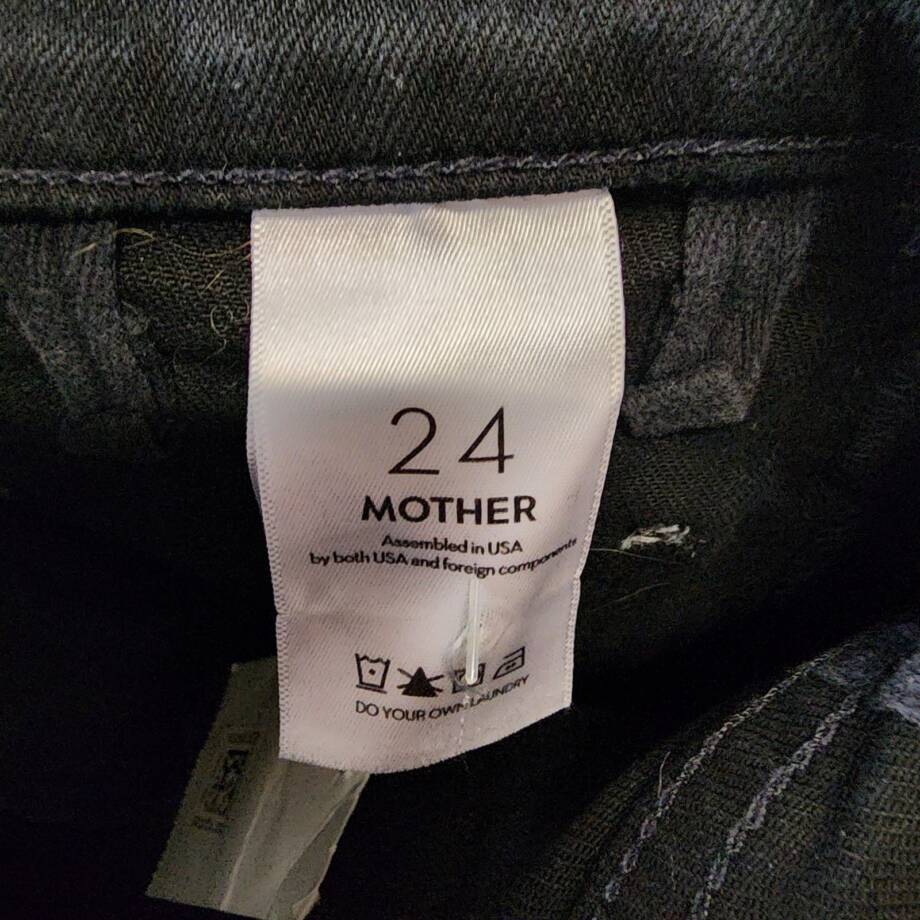 24
MOTHER
Assembled in USA
by both USA and foreign components
DO YOUR OWN LAUNDRY